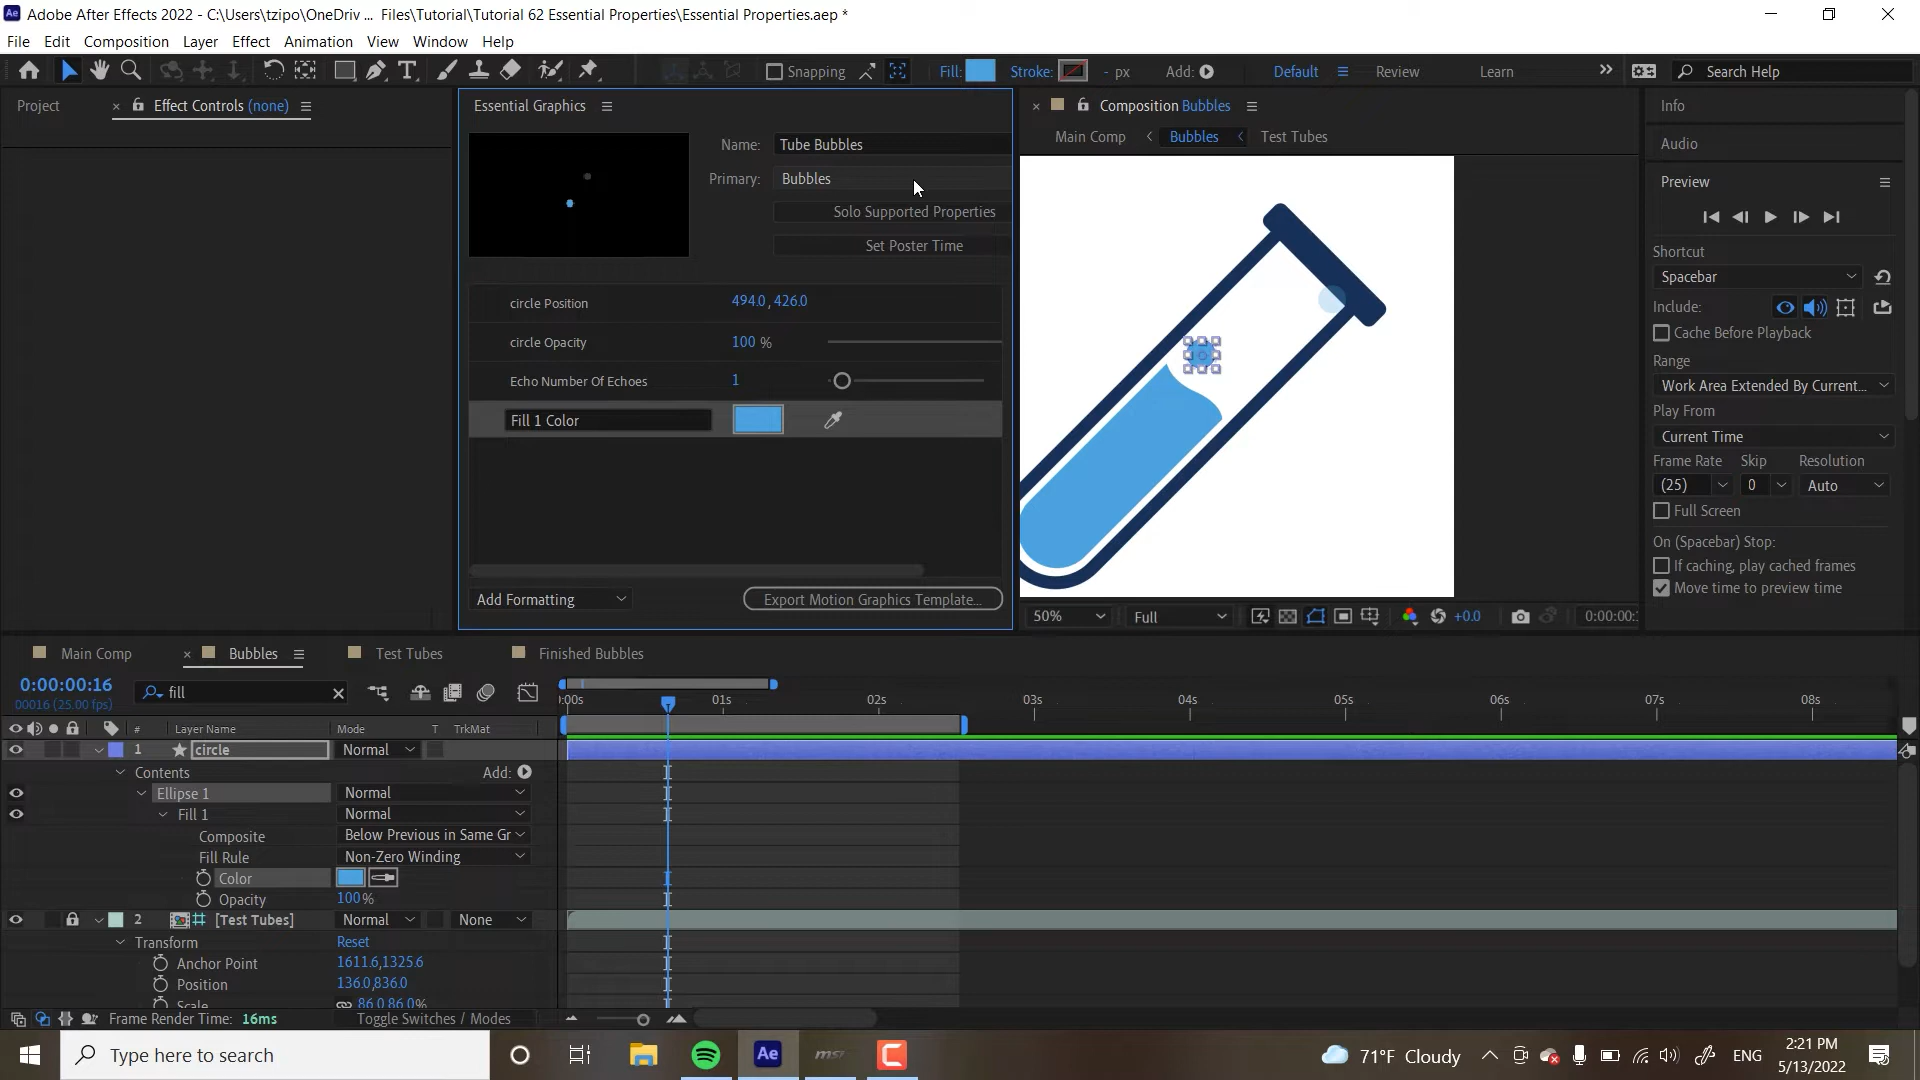 Adobe After Effects 2022 - C:\Users\tzipo\OneDriv ... Files\Tutorial\Tutorial 62 Essential Properties\Essential Properties.aep *
File Edit Composition Layer Effect Animation View Window Help
Snapping Fill: Stroke: - px Add: Default Review Learn Search Help
Project Effect Controls (none)
Essential Graphics
Name: Tube Bubbles
Primary: Bubbles
Solo Supported Properties
Set Poster Time
circle Position 494.0, 426.0
circle Opacity 100 %
Echo Number Of Echoes 1
Fill 1 Color
Add Formatting Export Motion Graphics Template...
Composition Bubbles
Main Comp Bubbles Test Tubes
50% Full +0.0 0:00:00:
Info
Audio
Preview
Shortcut
Spacebar
Include:
Cache Before Playback
Range
Work Area Extended By Current...
Play From
Current Time
Frame Rate Skip Resolution
(25) 0 Auto
Full Screen
On (Spacebar) Stop:
If caching, play cached frames
Move time to preview time
Main Comp Bubbles Test Tubes Finished Bubbles
0:00:00:16
00016 (25.00 fps)
fill
:00s 01s 02s 03s 04s 05s 06s 07s 08s
# Layer Name Mode T TrkMat
1 circle Normal
Contents Add:
Ellipse 1 Normal
Fill 1 Normal
Composite Below Previous in Same Gr
Fill Rule Non-Zero Winding
Color
Opacity 100%
2 [Test Tubes] Normal None
Transform Reset
Anchor Point 1611.6,1325.6
Position 136.0,836.0
Scale 86.0,86.0%
Frame Render Time: 16ms Toggle Switches / Modes
Type here to search
Ae
msi
71°F Cloudy
ENG
2:21 PM
5/13/2022